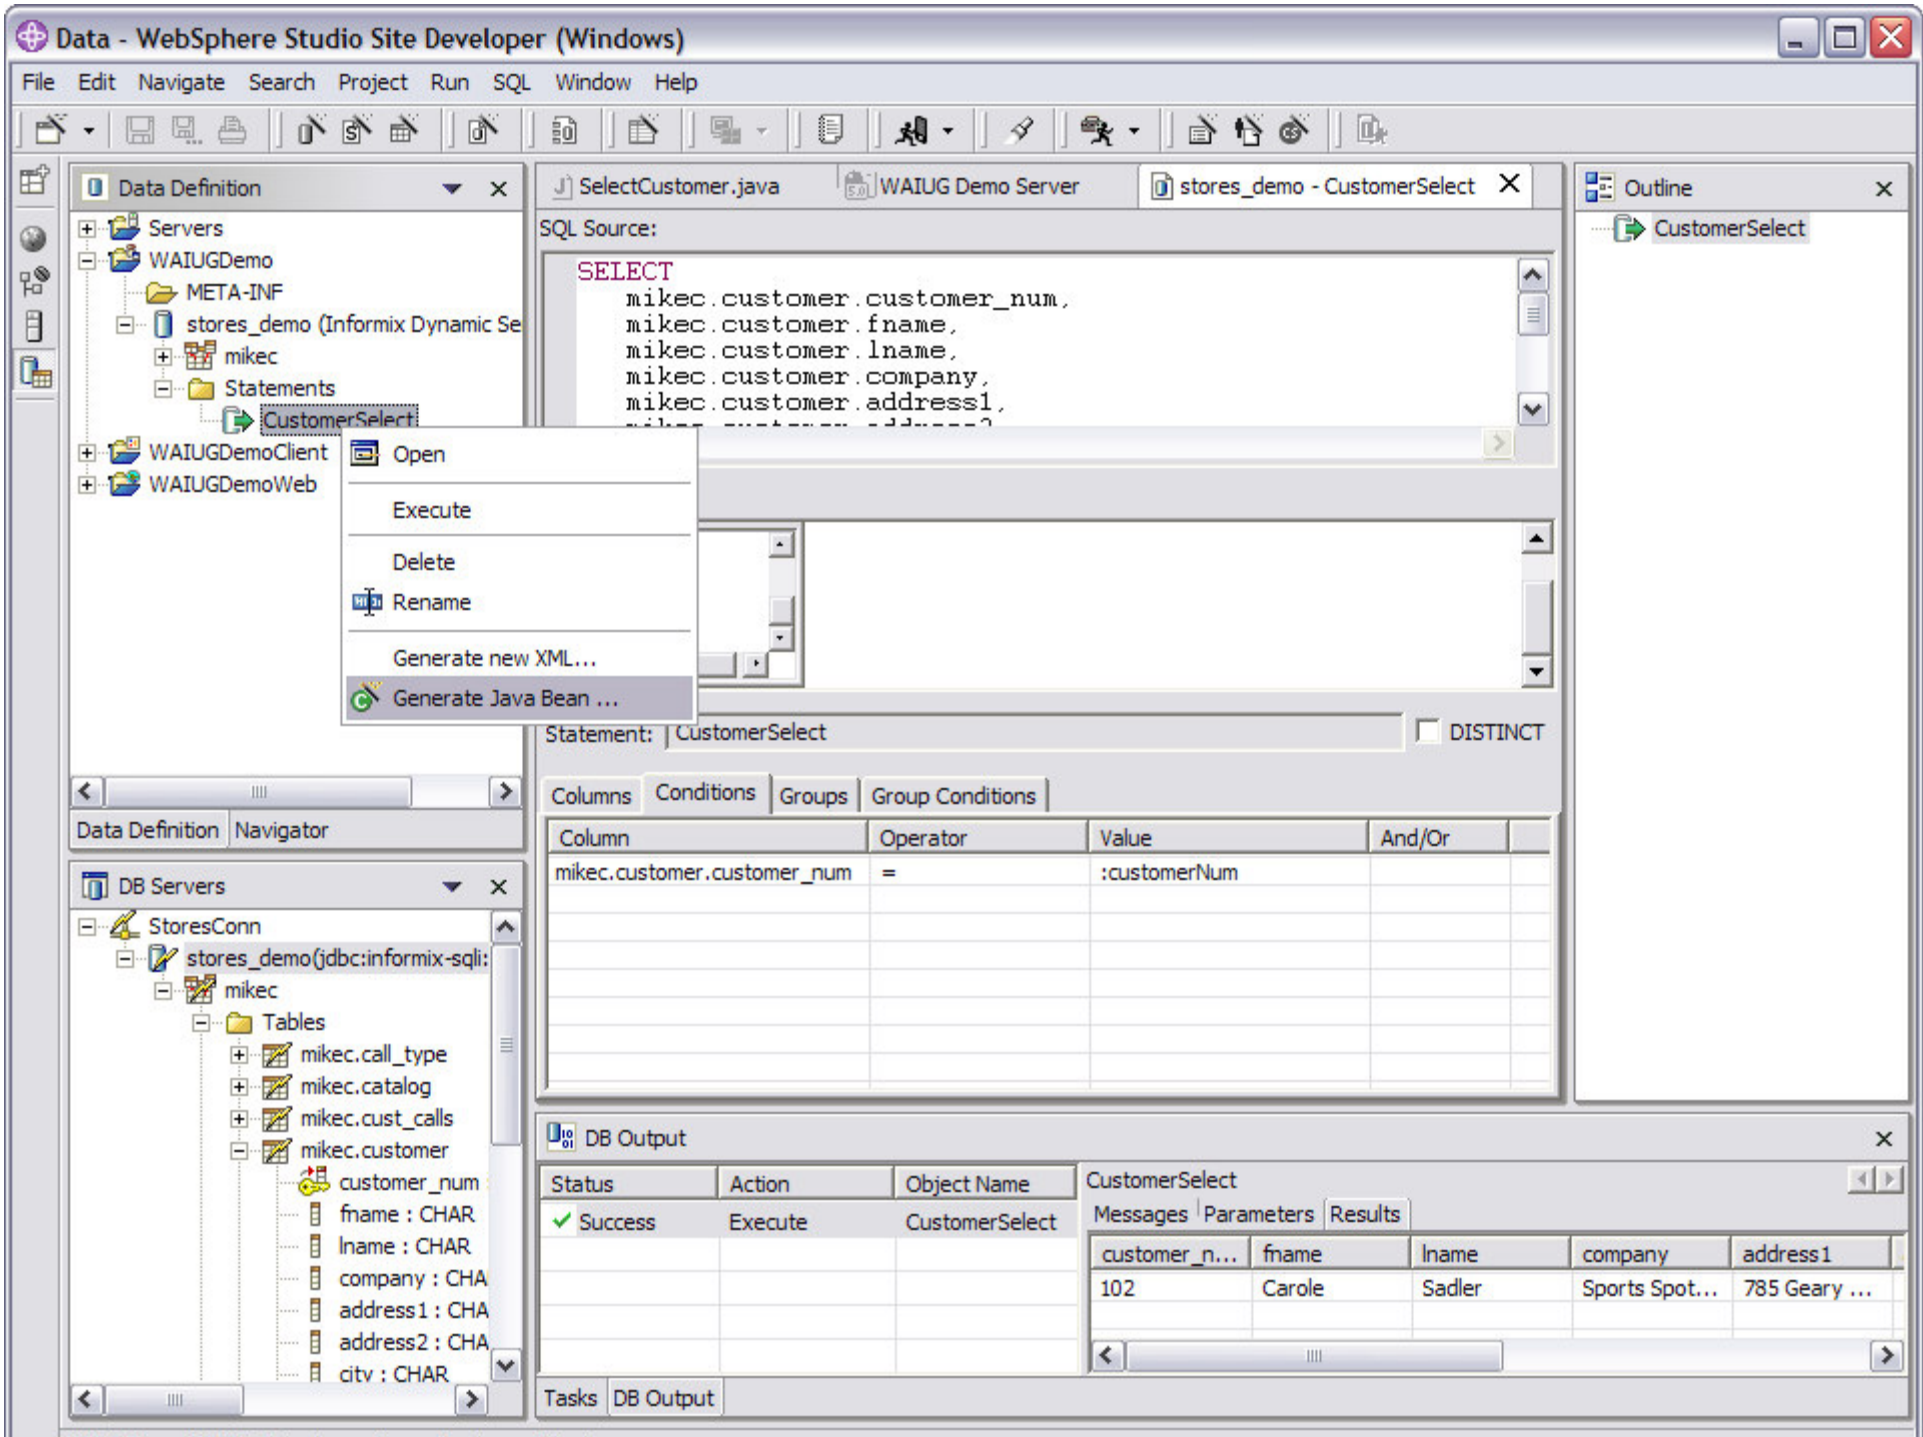 Data - WebSphere Studio Site Developer (Windows)
File Edit Navigate Search Project Run SQL Window Help
Data Definition
Servers
WAIUGDemo
META-INF
stores_demo (Informix Dynamic Se
mikec
Statements
CustomerSelect
WAIUGDemoClient
WAIUGDemoWeb
Open
Execute
Delete
Rename
Generate new XML...
Generate Java Bean ...
Data Definition Navigator
DB Servers
StoresConn
stores_demo(jdbc:informix-sqli:
mikec
Tables
mikec.call_type
mikec.catalog
mikec.cust_calls
mikec.customer
customer_num
fname : CHAR
lname : CHAR
company : CHA
address1 : CHA
address2 : CHA
city : CHAR
SelectCustomer.java WAIUG Demo Server stores_demo - CustomerSelect
SQL Source:
SELECT
mikec.customer.customer_num,
mikec.customer.fname,
mikec.customer.lname,
mikec.customer.company,
mikec.customer.address1,
Statement: CustomerSelect DISTINCT
Columns Conditions Groups Group Conditions
Column Operator Value And/Or
mikec.customer.customer_num = :customerNum
DB Output
Status Action Object Name
Success Execute CustomerSelect
CustomerSelect
Messages Parameters Results
customer_n... fname lname company address1
102 Carole Sadler Sports Spot... 785 Geary ...
Tasks DB Output
Outline
CustomerSelect